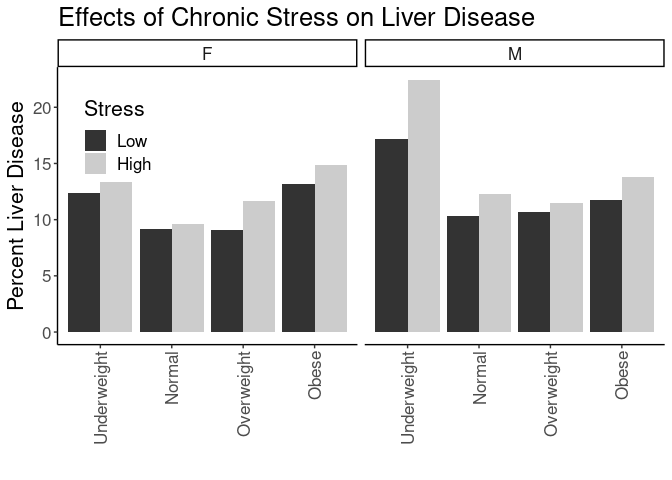 Effects of Chronic Stress on Liver Disease
F
M
Percent Liver Disease
20
15
10
5
0
Stress
Low
High
Underweight
Normal
Overweight
Obese
Underweight
Normal
Overweight
Obese